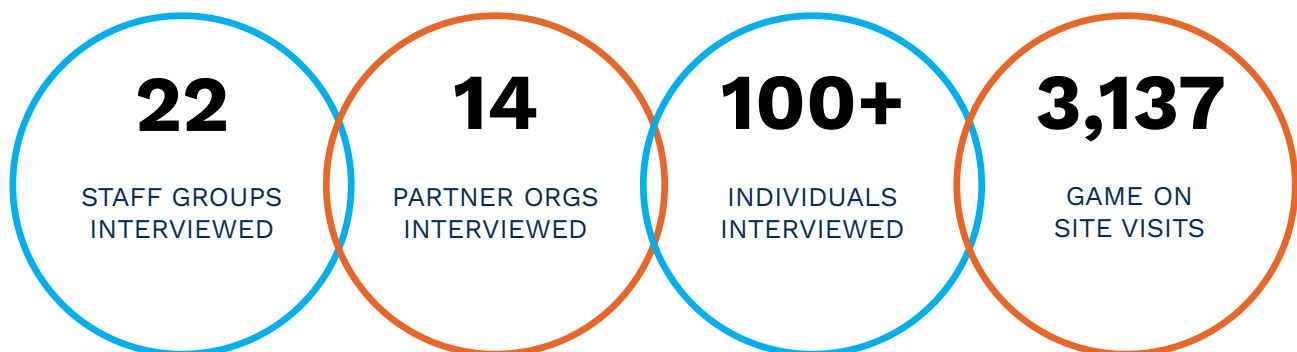 22
STAFF GROUPS
INTERVIEWED
14
PARTNER ORGS
INTERVIEWED
100+
INDIVIDUALS
INTERVIEWED
3,137
GAME ON
SITE VISITS